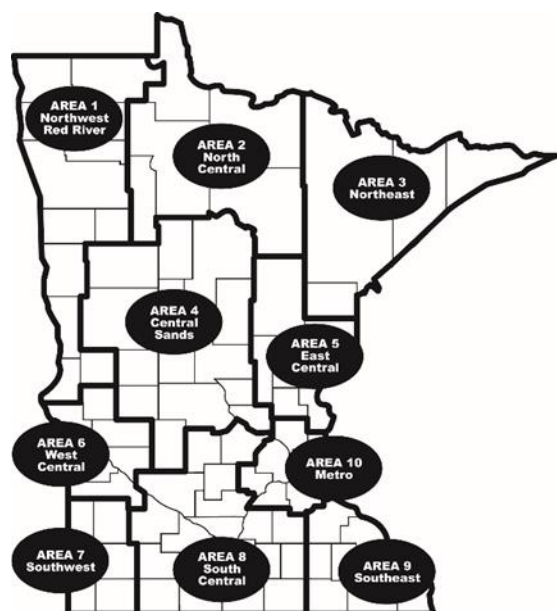 AREA 1
Northwest
Red River
AREA 2
North
Central
AREA 3
Northeast
AREA 4
Central
Sands
AREA 5
East
Central
AREA 6
West
Central
AREA 10
Metro
AREA 7
Southwest
AREA 8
South
Central
AREA 9
Southeast